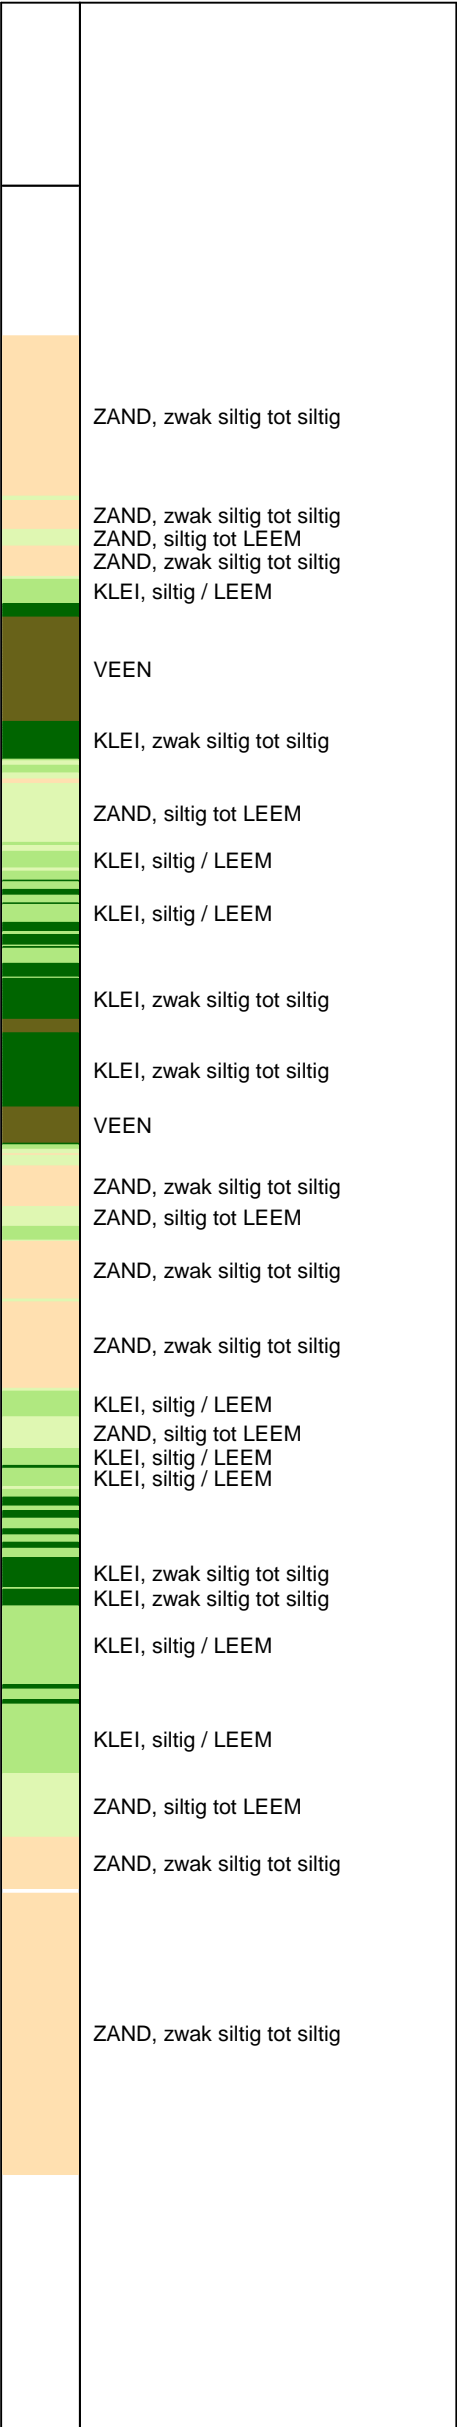 ZAND, zwak siltig tot siltig
ZAND, zwak siltig tot siltig
ZAND, siltig tot LEEM
ZAND, zwak siltig tot siltig
KLEI, siltig / LEEM
VEEN
KLEI, zwak siltig tot siltig
ZAND, siltig tot LEEM
KLEI, siltig / LEEM
KLEI, siltig / LEEM
KLEI, zwak siltig tot siltig
KLEI, zwak siltig tot siltig
VEEN
ZAND, zwak siltig tot siltig
ZAND, siltig tot LEEM
ZAND, zwak siltig tot siltig
ZAND, zwak siltig tot siltig
KLEI, siltig / LEEM
ZAND, siltig tot LEEM
KLEI, siltig / LEEM
KLEI, siltig / LEEM
KLEI, zwak siltig tot siltig
KLEI, zwak siltig tot siltig
KLEI, siltig / LEEM
KLEI, siltig / LEEM
ZAND, siltig tot LEEM
ZAND, zwak siltig tot siltig
ZAND, zwak siltig tot siltig